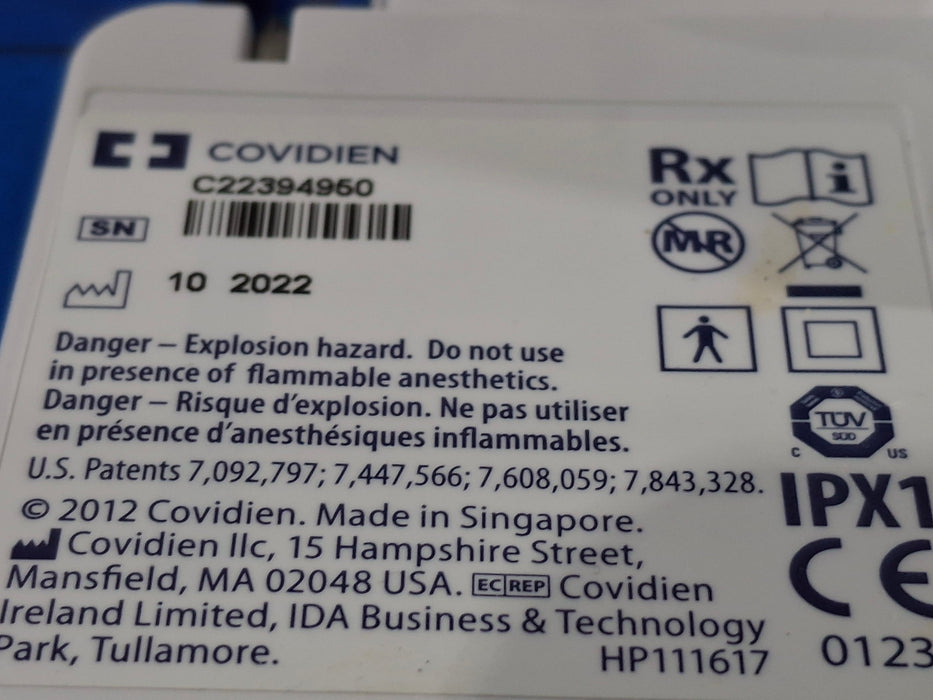 COVIDIEN
C22394950
SN
10 2022
Rx
ONLY
i
MR
Danger – Explosion hazard. Do not use
in presence of flammable anesthetics.
Danger – Risque d'explosion. Ne pas utiliser
en présence d'anesthésiques inflammables.
U.S. Patents 7,092,797; 7,447,566; 7,608,059; 7,843,328.
© 2012 Covidien. Made in Singapore.
Covidien llc, 15 Hampshire Street,
Mansfield, MA 02048 USA. EC REP Covidien
Ireland Limited, IDA Business & Technology
Park, Tullamore.
HP111617
TÜV
SÜD
C US
IPX1
CE
0123